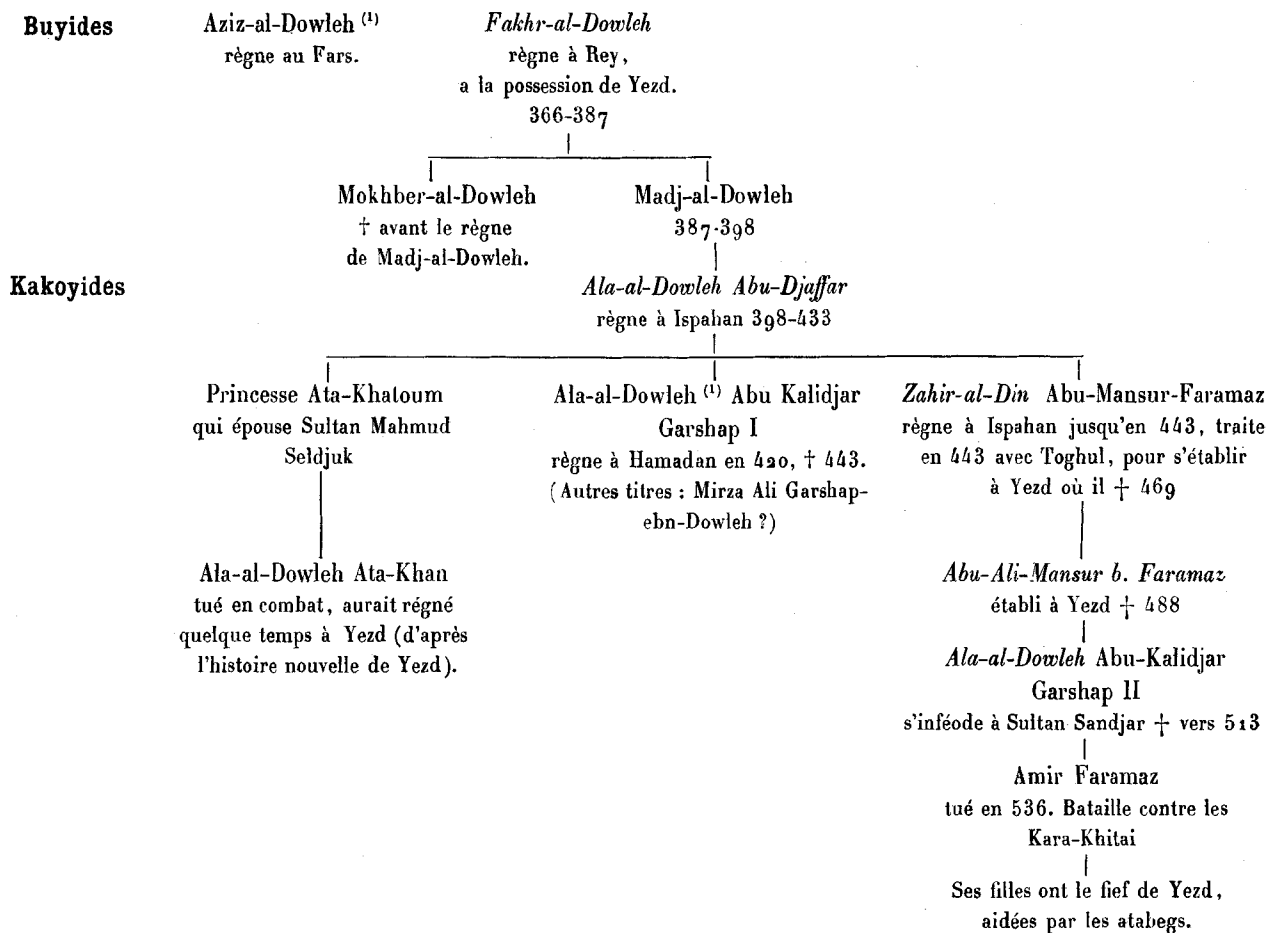 Buyides
Aziz-al-Dowleh (1)
règne au Fars.
Fakhr-al-Dowleh
règne à Rey,
a la possession de Yezd.
366-387
Mokhber-al-Dowleh
† avant le règne
de Madj-al-Dowleh.
Madj-al-Dowleh
387-398
Kakoyides
Ala-al-Dowleh Abu-Djaffar
règne à Ispahan 398-433
Princesse Ata-Khatoum
qui épouse Sultan Mahmud
Seldjuk
Ala-al-Dowleh (1) Abu Kalidjar
Garshap I
règne à Hamadan en 420, † 443.
(Autres titres : Mirza Ali Garshap-
ebn-Dowleh ?)
Zahir-al-Din Abu-Mansur-Faramaz
règne à Ispahan jusqu'en 443, traite
en 443 avec Toghul, pour s'établir
à Yezd où il † 469
Ala-al-Dowleh Ata-Khan
tué en combat, aurait régné
quelque temps à Yezd (d'après
l'histoire nouvelle de Yezd).
Abu-Ali-Mansur b. Faramaz
établi à Yezd † 488
Ala-al-Dowleh Abu-Kalidjar
Garshap II
s'inféode à Sultan Sandjar † vers 513
Amir Faramaz
tué en 536. Bataille contre les
Kara-Khitai
Ses filles ont le fief de Yezd,
aidées par les atabegs.